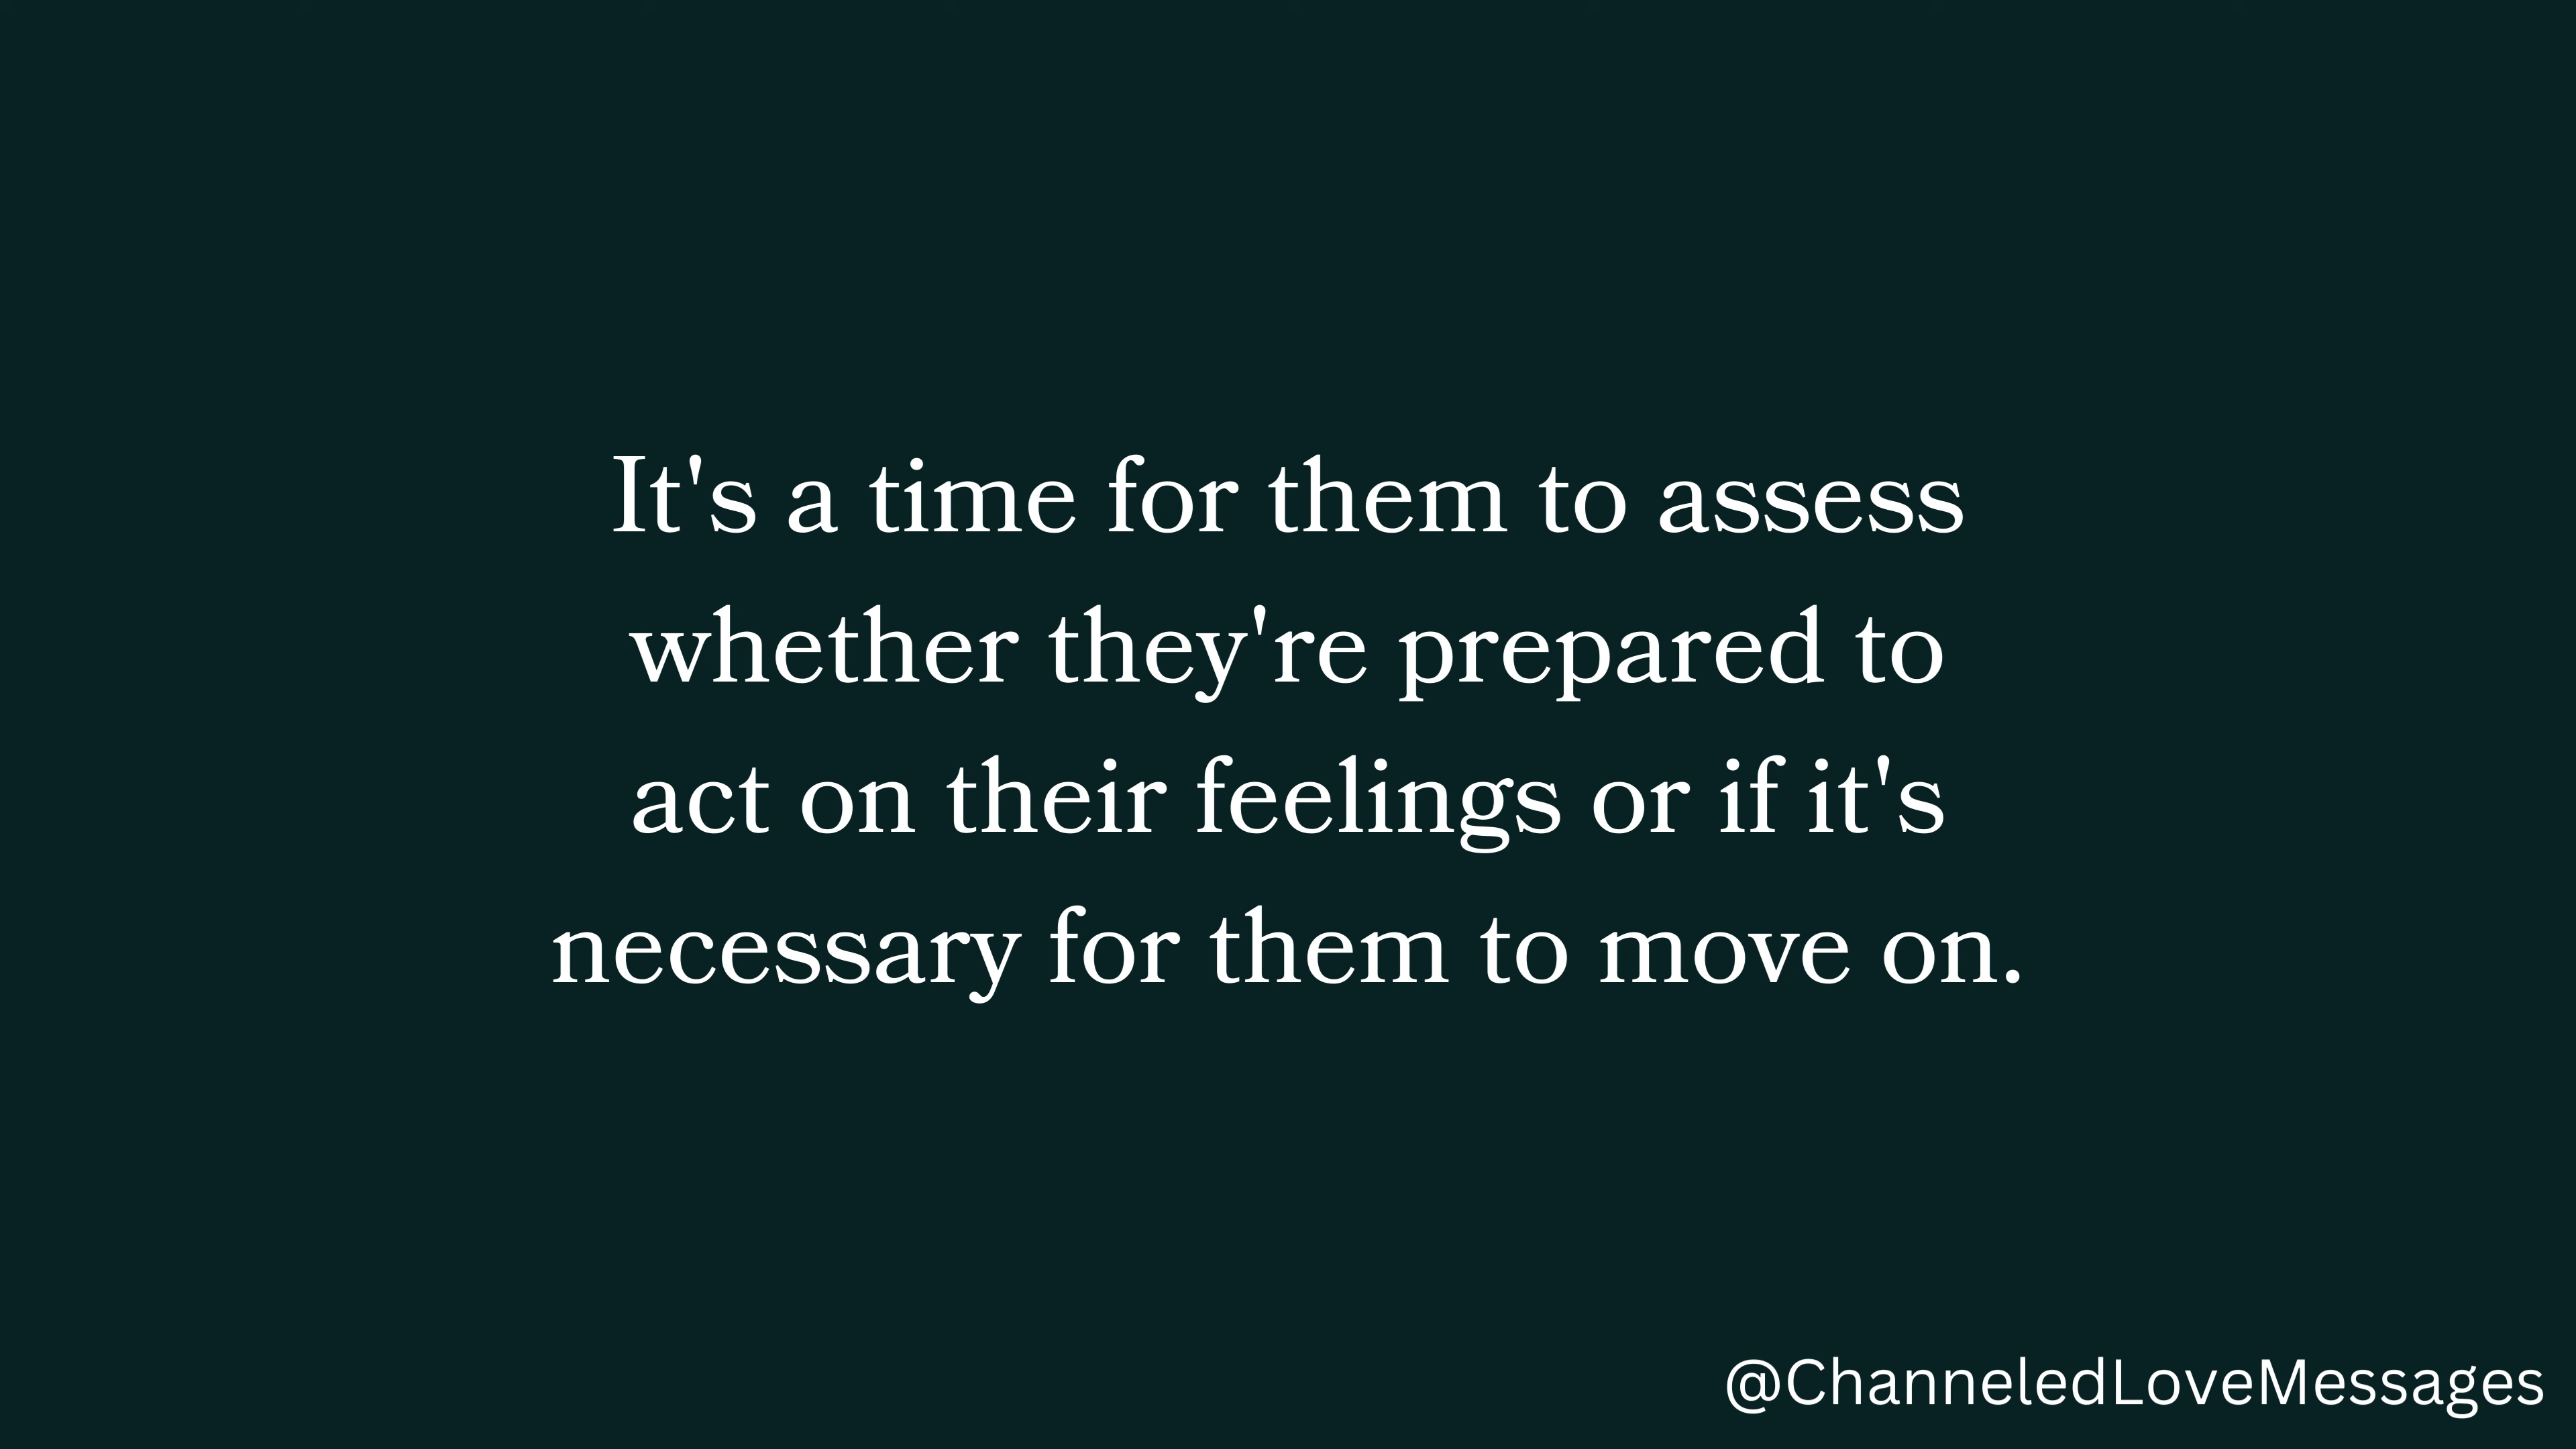 It's a time for them to assess
whether they're prepared to
act on their feelings or if it's
necessary for them to move on.
@ChanneledLoveMessages